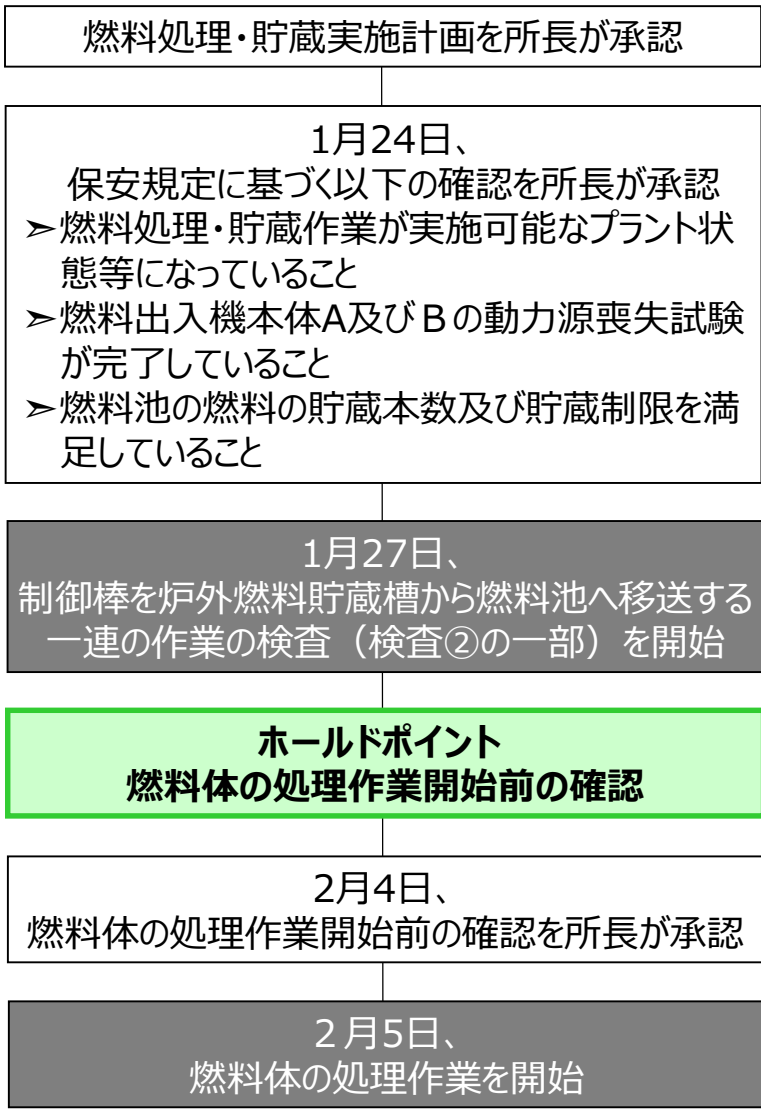 燃料処理・貯蔵実施計画を所長が承認
1月24日、
保安規定に基づく以下の確認を所長が承認
➢燃料処理・貯蔵作業が実施可能なプラント状
態等になっていること
➢燃料出入機本体A及びBの動力源喪失試験
が完了していること
➢燃料池の燃料の貯蔵本数及び貯蔵制限を満
足していること
1月27日、
制御棒を炉外燃料貯蔵槽から燃料池へ移送する
一連の作業の検査（検査②の一部）を開始
ホールドポイント
燃料体の処理作業開始前の確認
2月4日、
燃料体の処理作業開始前の確認を所長が承認
２月5日、
燃料体の処理作業を開始